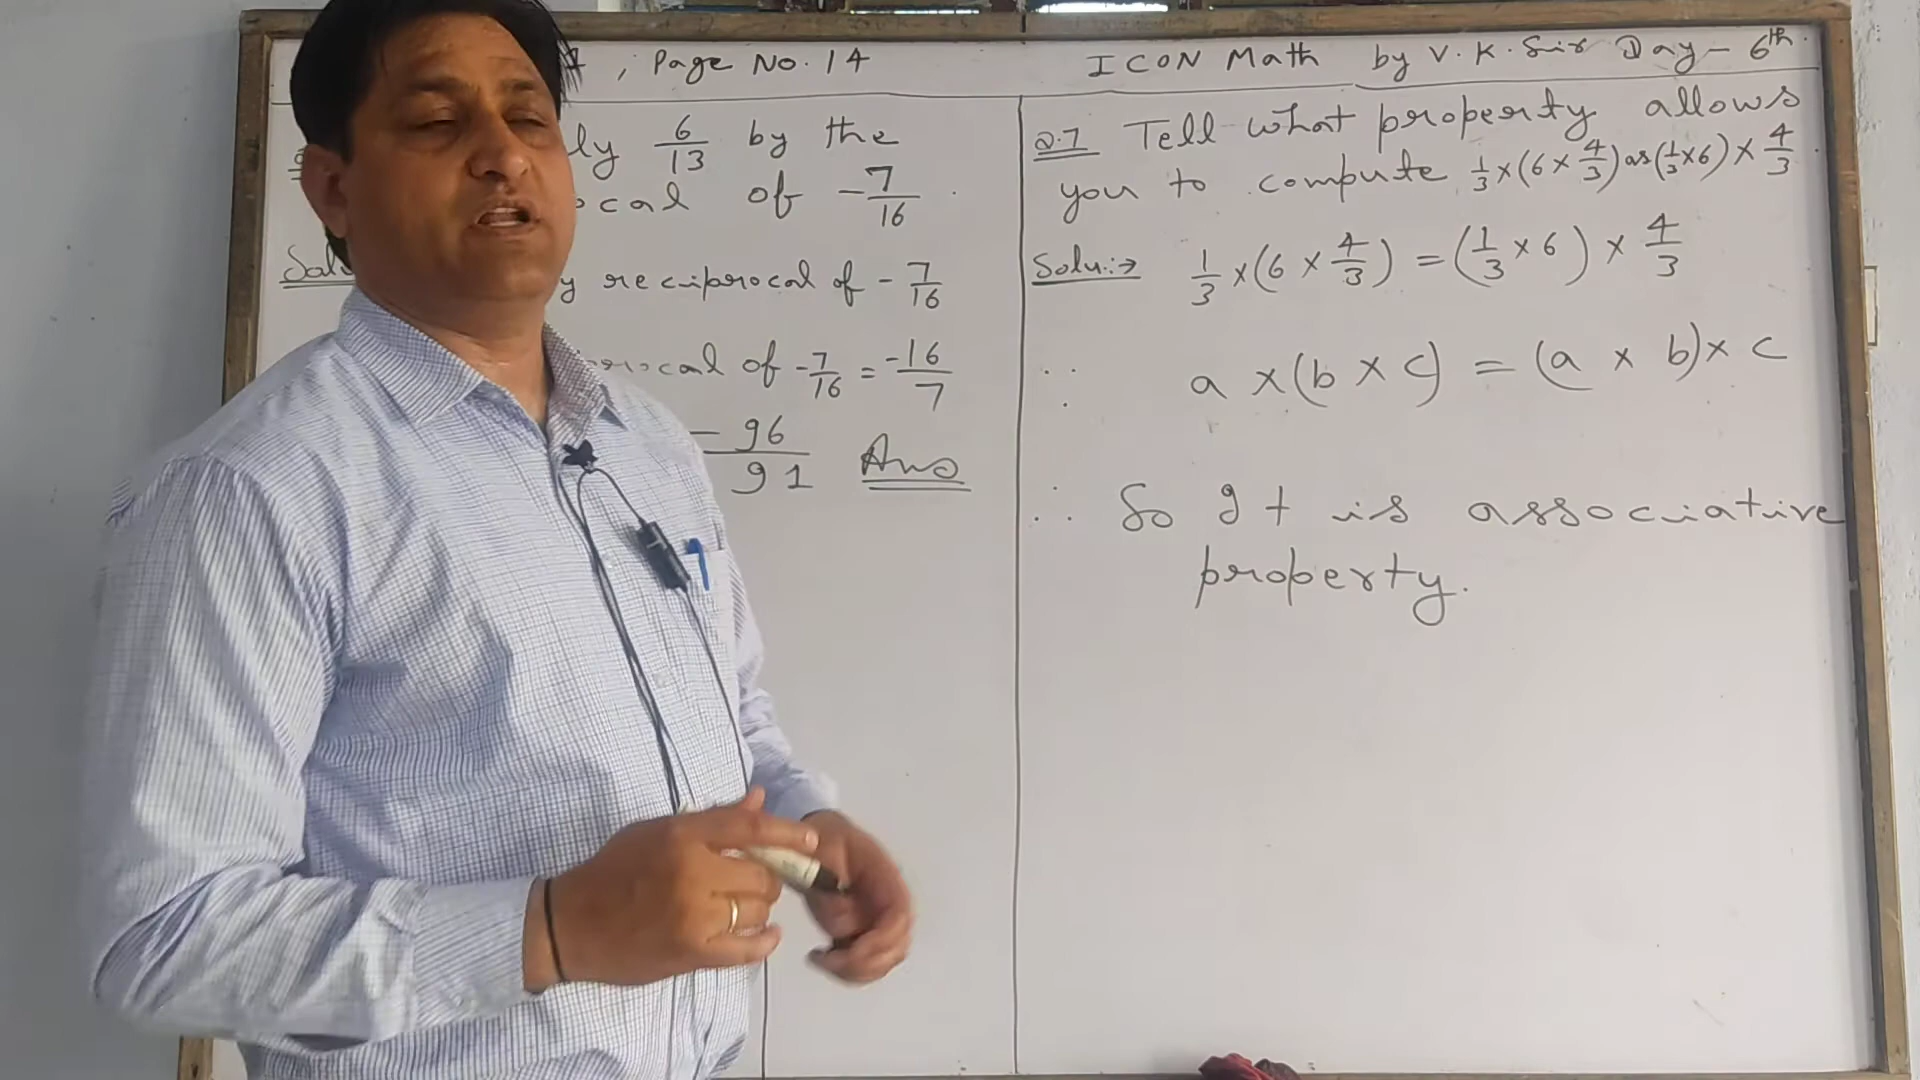 , Page No. 14
ICON Math by V. K. Sir Day - 6th
6/13 by the
of -7/16
reciprocal of -7/16
of -7/16 = -16/7
-96/91 Ans
Q.7 Tell what property allows
you to compute 1/3 × (6 × 4/3) as (1/3 × 6) × 4/3.
Solu:→ 1/3 × (6 × 4/3) = (1/3 × 6) × 4/3
∵ a × (b × c) = (a × b) × c
∴ So It is associative
property.